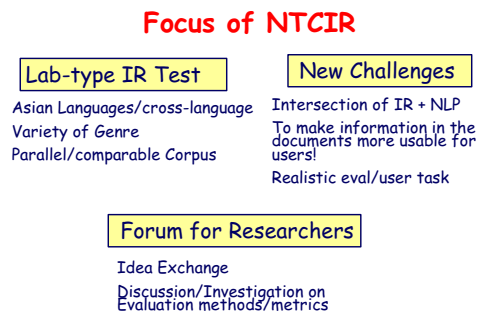 Focus of NTCIR
Lab-type IR Test
Asian Languages/cross-language
Variety of Genre
Parallel/comparable Corpus
New Challenges
Intersection of IR + NLP
To make information in the
documents more usable for
users!
Realistic eval/user task
Forum for Researchers
Idea Exchange
Discussion/Investigation on
Evaluation methods/metrics